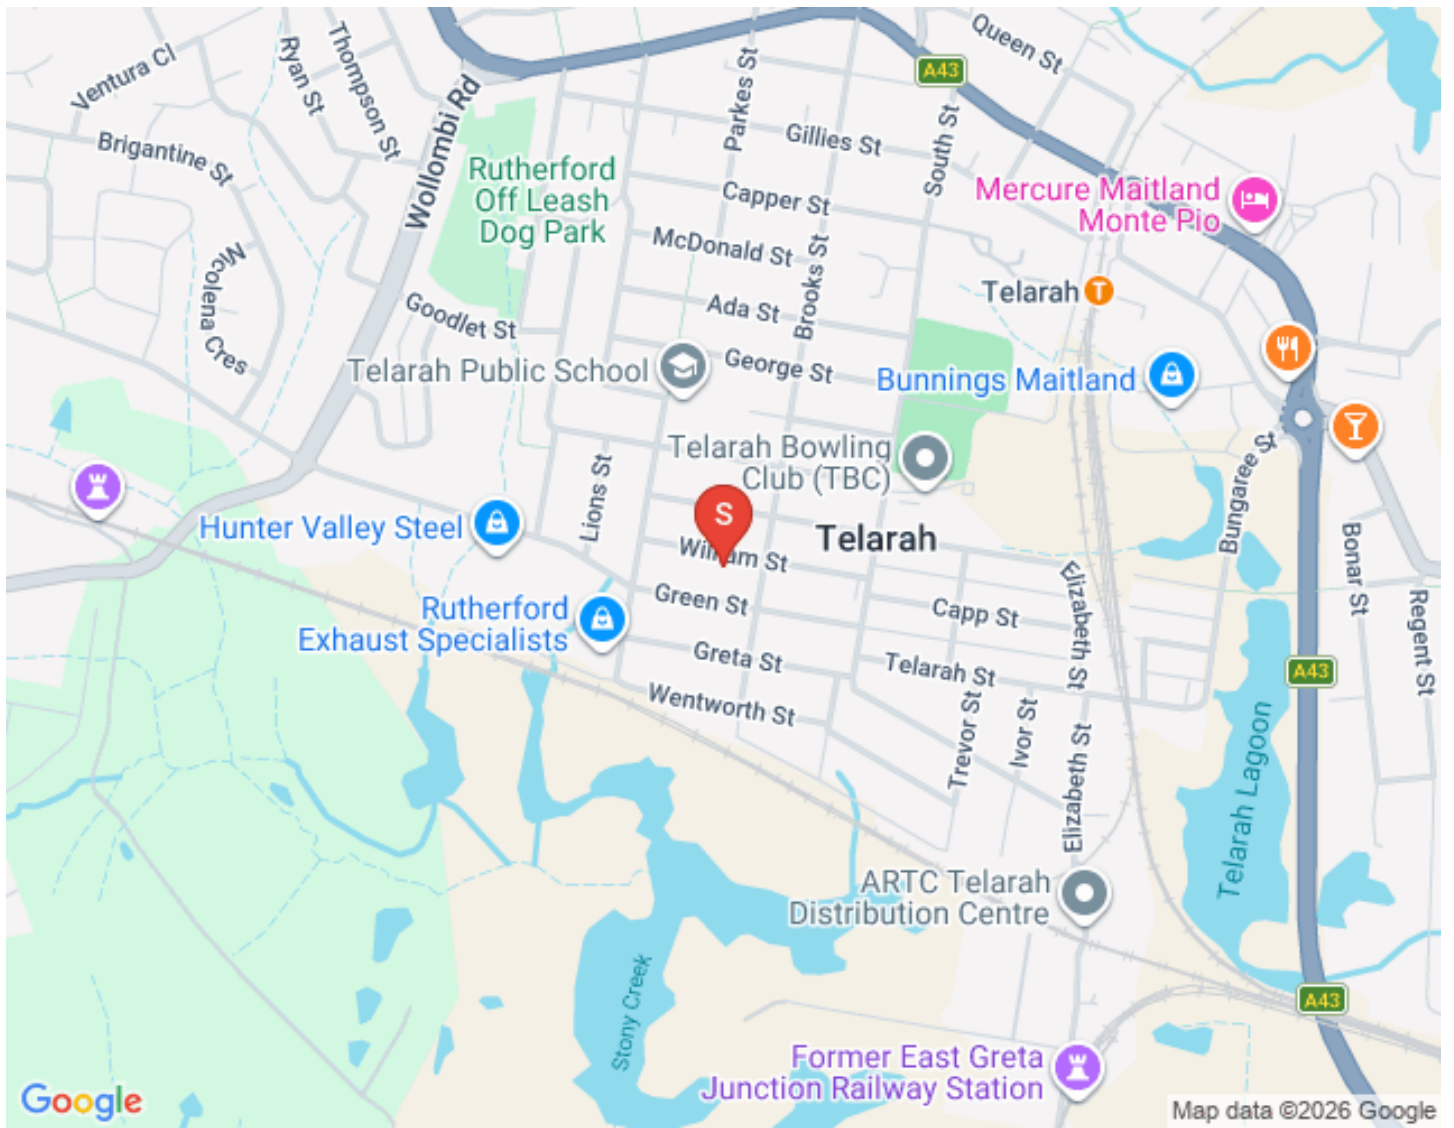 Queen St
A43
Ventura Cl
Ryan St
Thompson St
Parkes St
Gillies St
South St
Wollombi Rd
Brigantine St
Rutherford
Off Leash
Dog Park
Capper St
Mercure Maitland
Monte Pio
McDonald St
Brooks St
Nicolena Cres
Telarah
T
Goodlet St
Ada St
Telarah Public School
George St
Bunnings Maitland
Telarah Bowling
Club (TBC)
Bungaree St
Lions St
S
Hunter Valley Steel
William St
Telarah
Bonar St
Elizabeth St
Green St
Capp St
Regent St
Rutherford
Exhaust Specialists
Greta St
Telarah St
A43
Wentworth St
Trevor St
Ivor St
Elizabeth St
Telarah Lagoon
ARTC Telarah
Distribution Centre
Stony Creek
A43
Former East Greta
Junction Railway Station
Google
Map data ©2026 Google